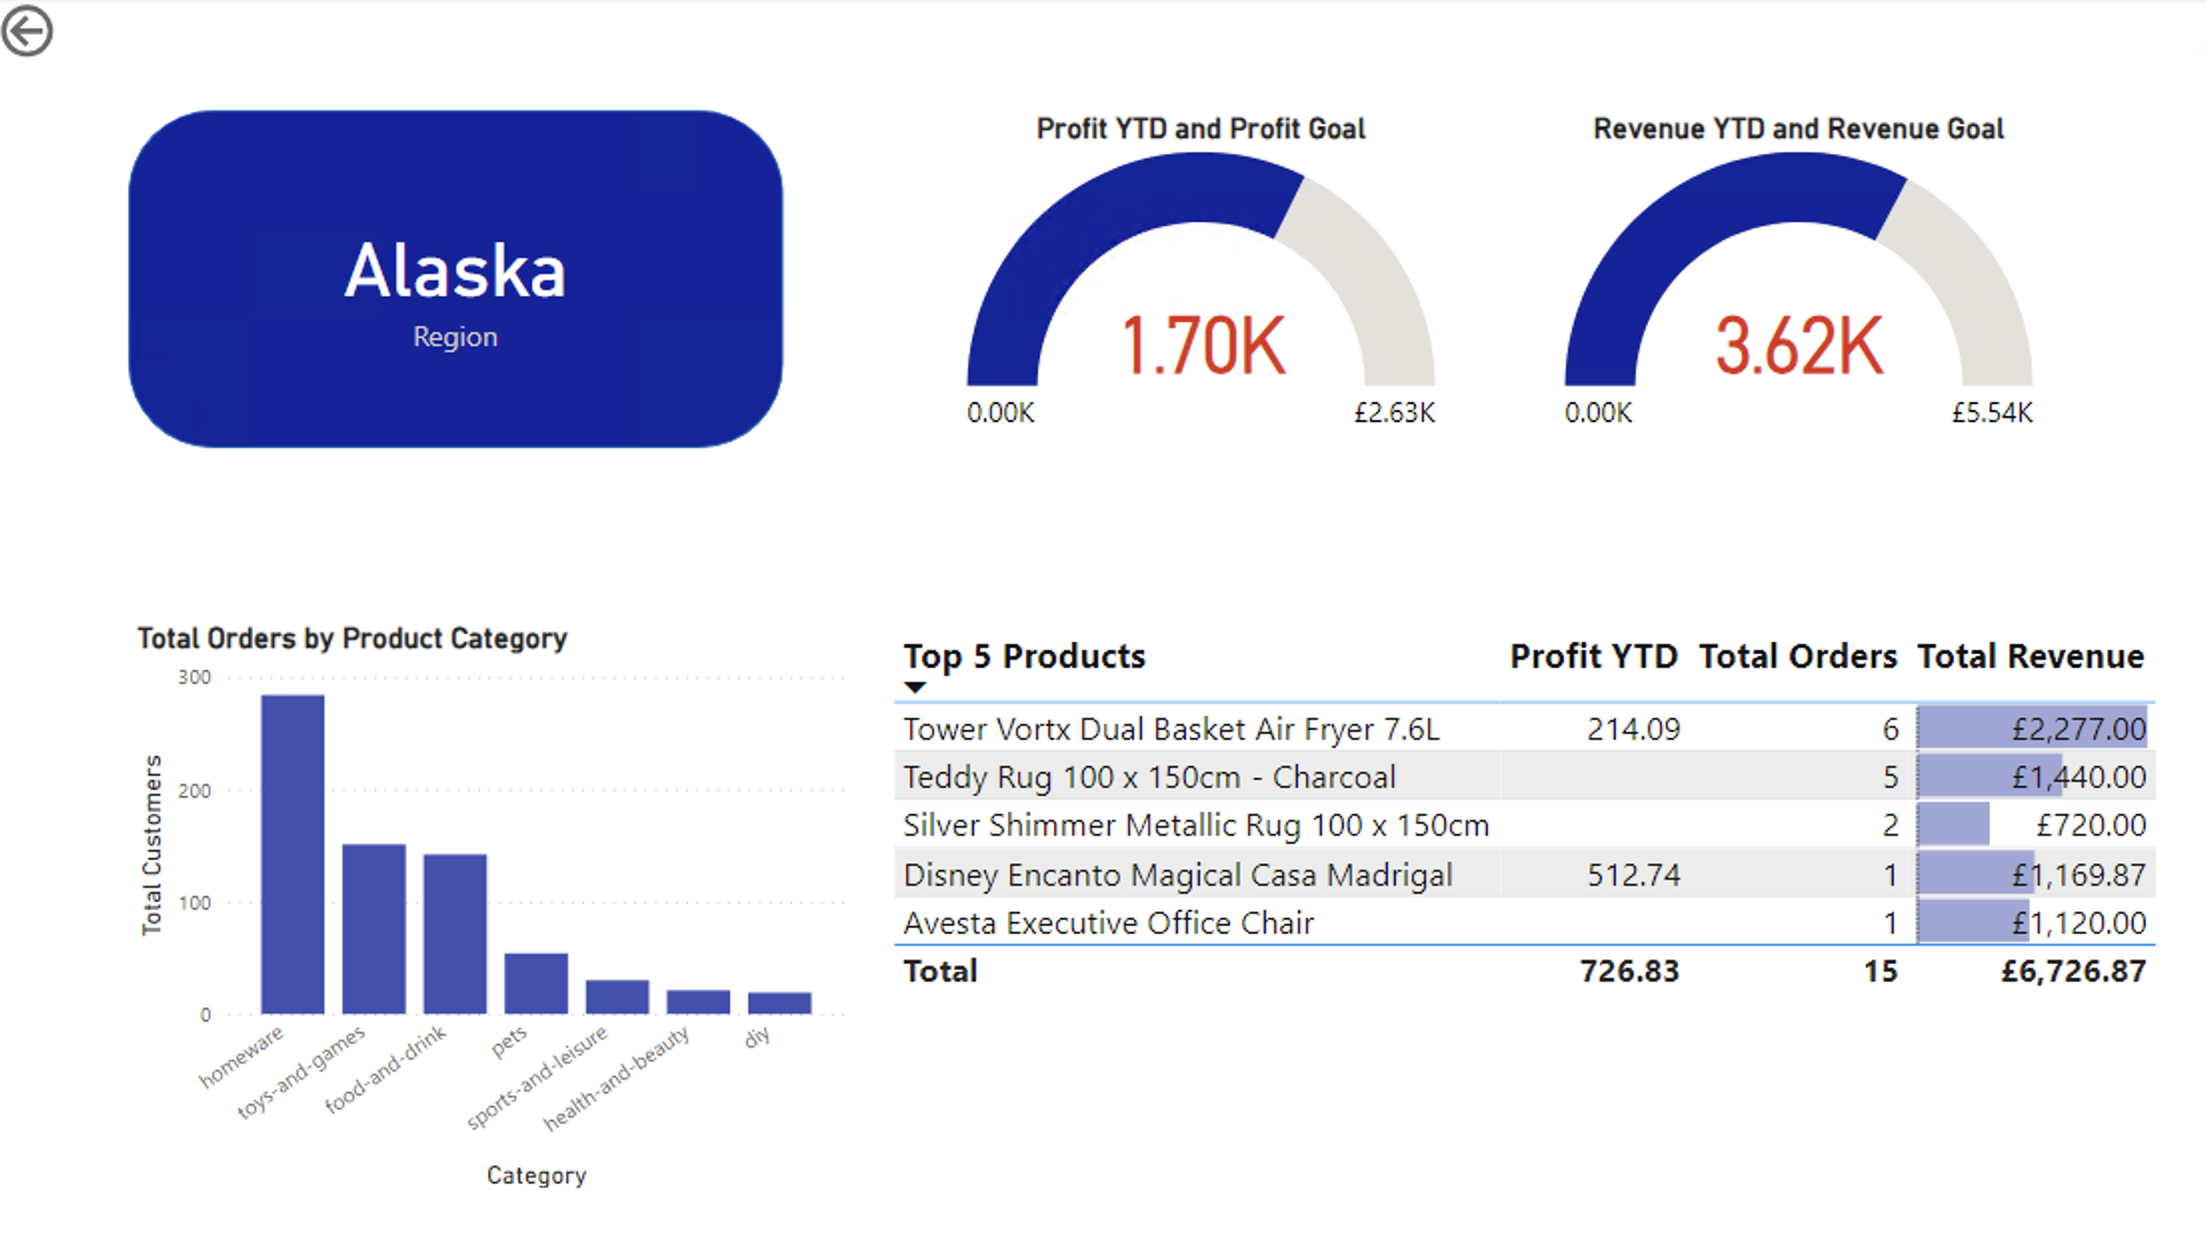 Alaska
Region
Profit YTD and Profit Goal
1.70K
0.00K
£2.63K
Revenue YTD and Revenue Goal
3.62K
0.00K
£5.54K
Total Orders by Product Category
Total Customers
300
200
100
0
homeware
toys-and-games
food-and-drink
pets
sports-and-leisure
health-and-beauty
diy
Category
Top 5 Products Profit YTD Total Orders Total Revenue
Tower Vortx Dual Basket Air Fryer 7.6L 214.09 6 £2,277.00
Teddy Rug 100 x 150cm - Charcoal 5 £1,440.00
Silver Shimmer Metallic Rug 100 x 150cm 2 £720.00
Disney Encanto Magical Casa Madrigal 512.74 1 £1,169.87
Avesta Executive Office Chair 1 £1,120.00
Total 726.83 15 £6,726.87